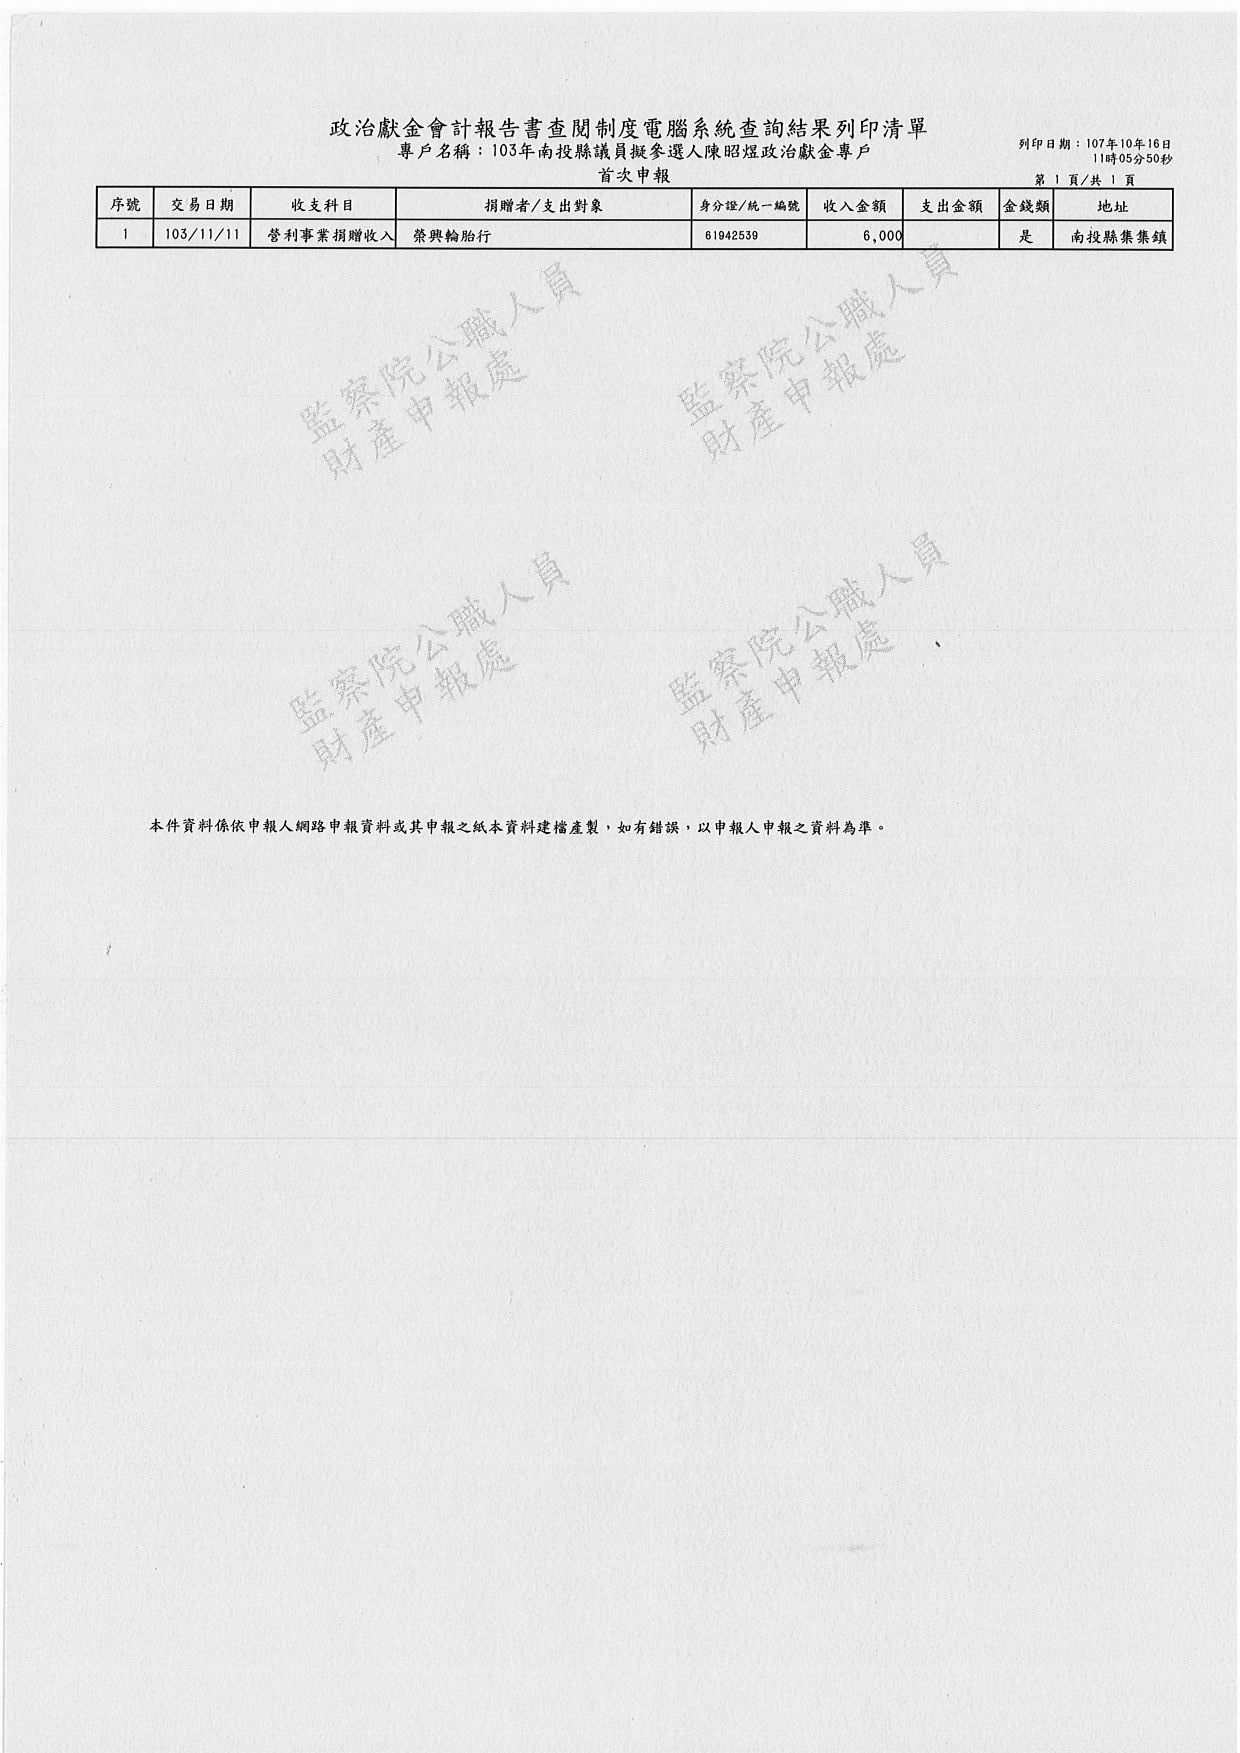 政治獻金會計報告書查閱制度電腦系統查詢結果列印清單
專戶名稱：103年南投縣議員擬參選人陳昭煜政治獻金專戶
首次申報
列印日期：107年10年16日
11時05分50秒
第 1 頁/共 1 頁
序號 交易日期 收支科目 捐贈者/支出對象 身分證/統一編號 收入金額 支出金額 金錢類 地址
1 103/11/11 營利事業捐贈收入 榮興輪胎行 61942539 6,000 是 南投縣集集鎮
監察院公職人員
財產申報處
監察院公職人員
財產申報處
監察院公職人員
財產申報處
監察院公職人員
財產申報處
本件資料係依申報人網路申報資料或其申報之紙本資料建檔產製，如有錯誤，以申報人申報之資料為準。